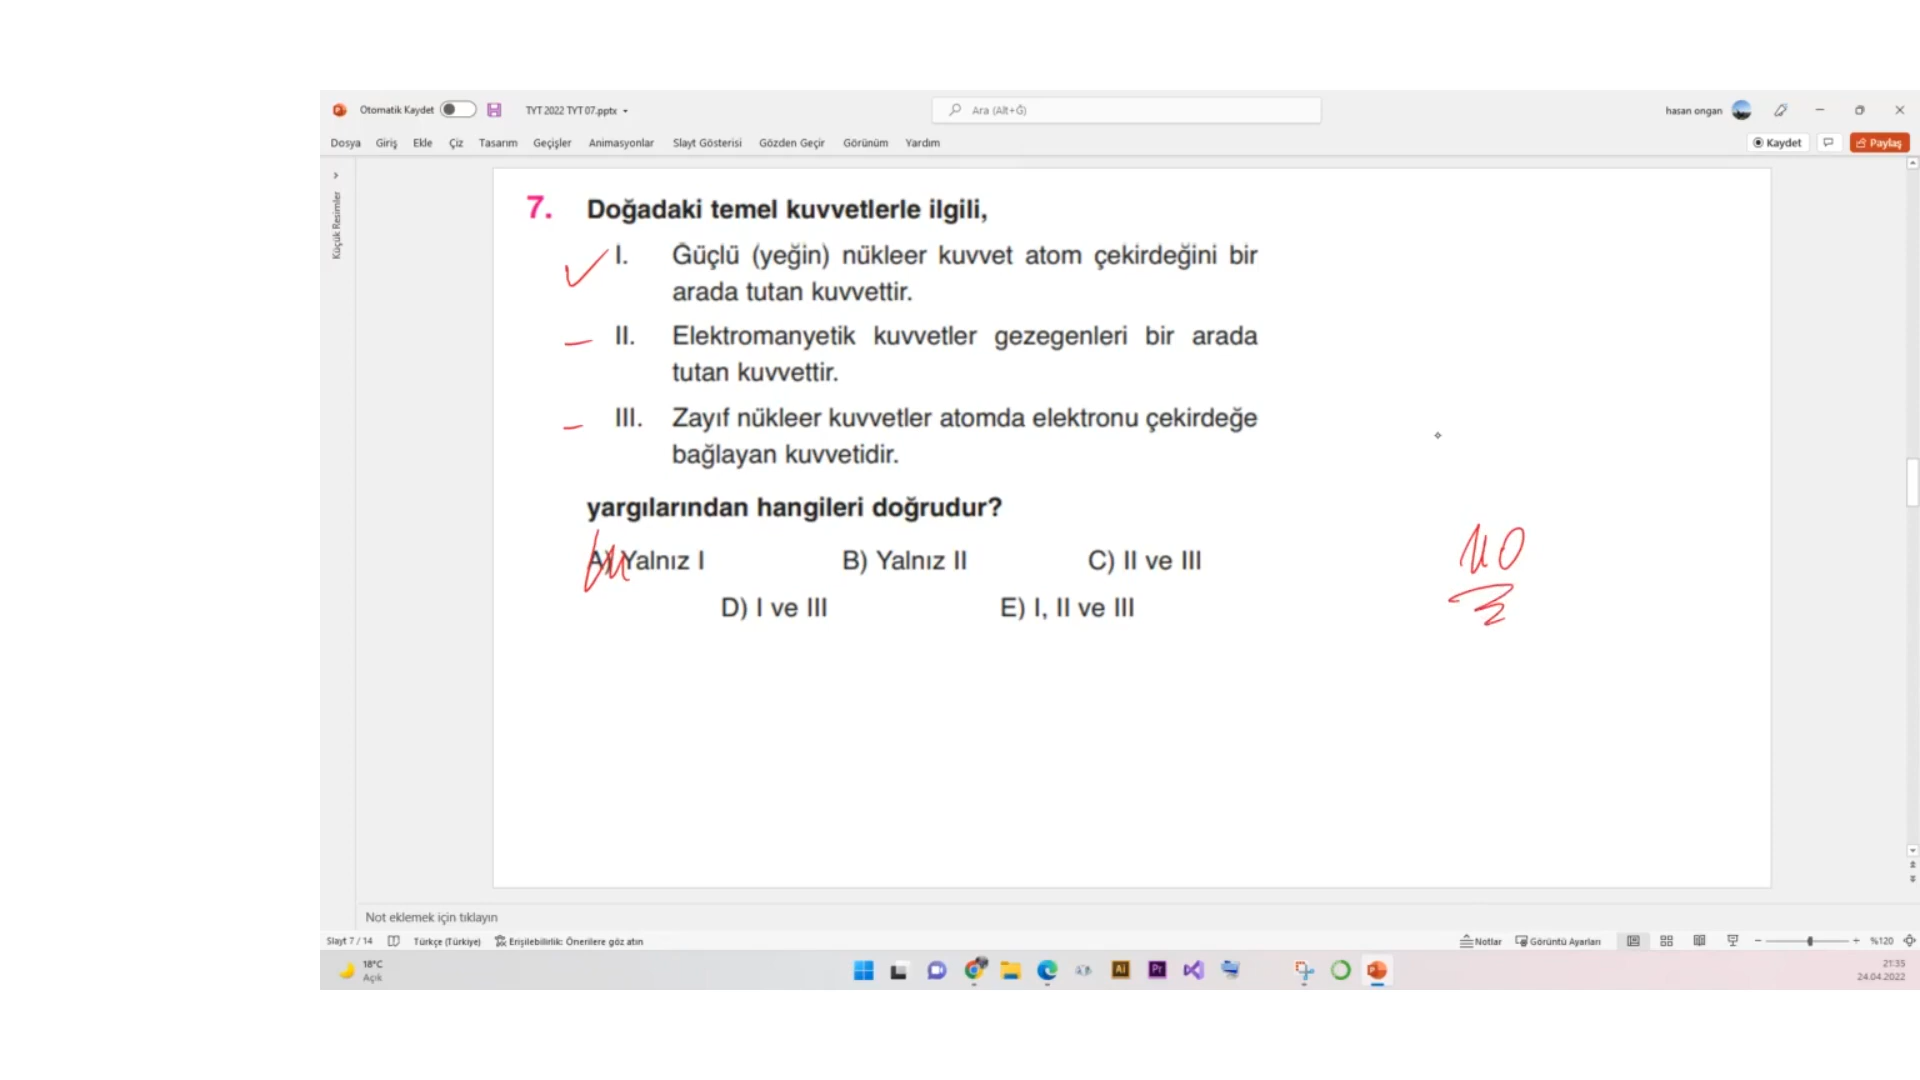 Otomatik Kaydet
TYT 2022 TYT 07.pptx
Ara (Alt+G)
hasan ongan
Dosya Giriş Ekle Çiz Tasarım Geçişler Animasyonlar Slayt Gösterisi Gözden Geçir Görünüm Yardım
Kaydet
Paylaş
Küçük Resimler
7. Doğadaki temel kuvvetlerle ilgili,
I. Güçlü (yeğin) nükleer kuvvet atom çekirdeğini bir
arada tutan kuvvettir.
II. Elektromanyetik kuvvetler gezegenleri bir arada
tutan kuvvettir.
III. Zayıf nükleer kuvvetler atomda elektronu çekirdeğe
bağlayan kuvvetidir.
yargılarından hangileri doğrudur?
A) Yalnız I B) Yalnız II C) II ve III
D) I ve III E) I, II ve III
Not eklemek için tıklayın
Slayt 7 / 14 Türkçe (Türkiye) Erişilebilirlik: Önerilere göz atın
Notlar Görüntü Ayarları
%120
18°C
Açık
Ai Pr
21:35
24.04.2022